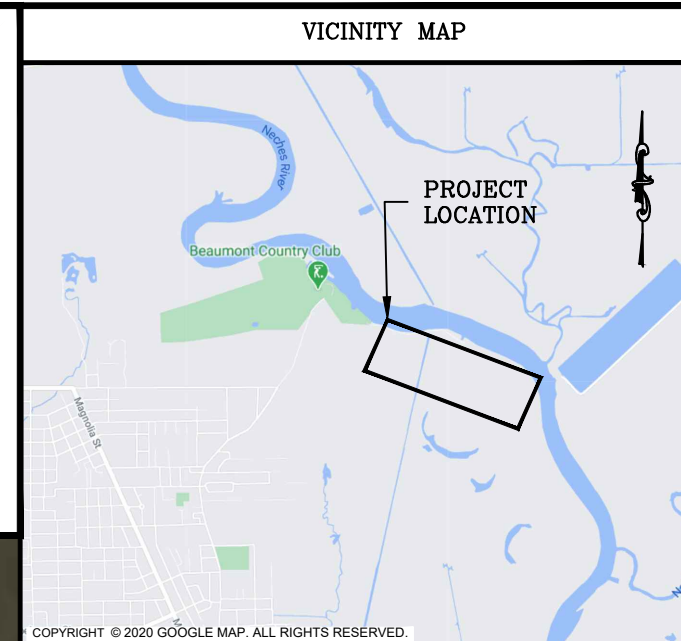 VICINITY MAP
Neches River
PROJECT
LOCATION
Beaumont Country Club
Magnolia St
COPYRIGHT © 2020 GOOGLE MAP. ALL RIGHTS RESERVED.